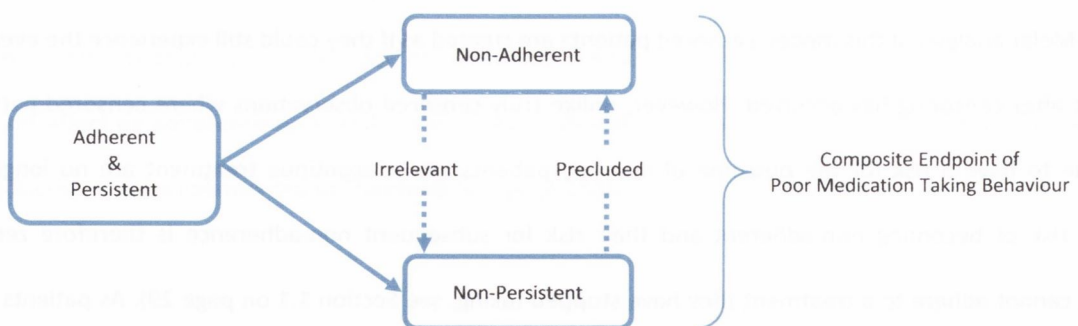 Non-Adherent
Adherent
&
Persistent
Irrelevant
Precluded
Composite Endpoint of
Poor Medication Taking Behaviour
Non-Persistent